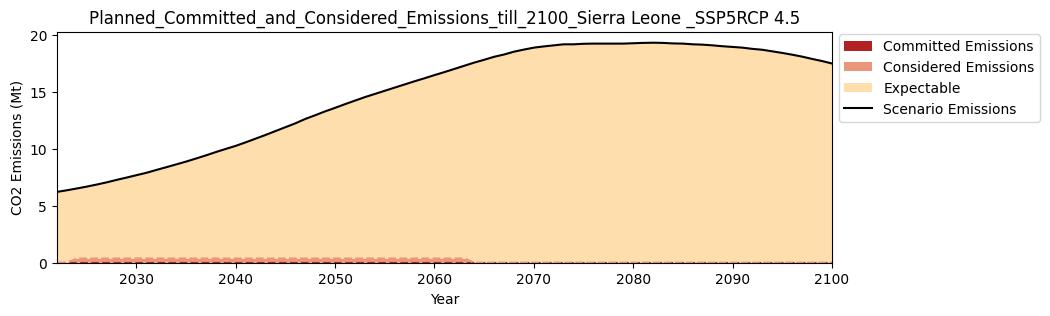 Planned_Committed_and_Considered_Emissions_till_2100_Sierra Leone _SSP5RCP 4.5
CO2 Emissions (Mt)
20
15
10
5
0
2030 2040 2050 2060 2070 2080 2090 2100
Year
Committed Emissions
Considered Emissions
Expectable
Scenario Emissions